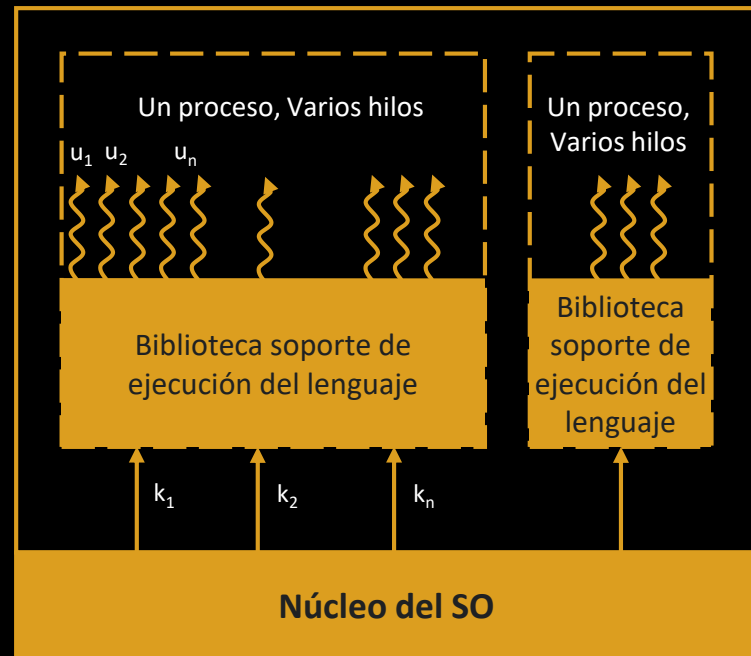 Un proceso, Varios hilos
u1 u2 un
Biblioteca soporte de
ejecución del lenguaje
Un proceso,
Varios hilos
Biblioteca
soporte de
ejecución del
lenguaje
k1 k2 kn
Núcleo del SO